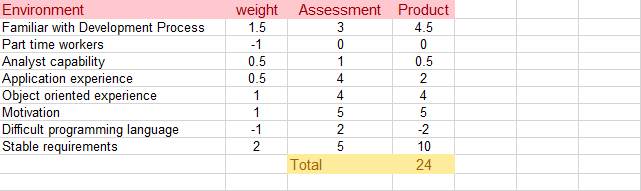 Environment weight Assessment Product
Familiar with Development Process 1.5 3 4.5
Part time workers -1 0 0
Analyst capability 0.5 1 0.5
Application experience 0.5 4 2
Object oriented experience 1 4 4
Motivation 1 5 5
Difficult programming language -1 2 -2
Stable requirements 2 5 10
Total 24